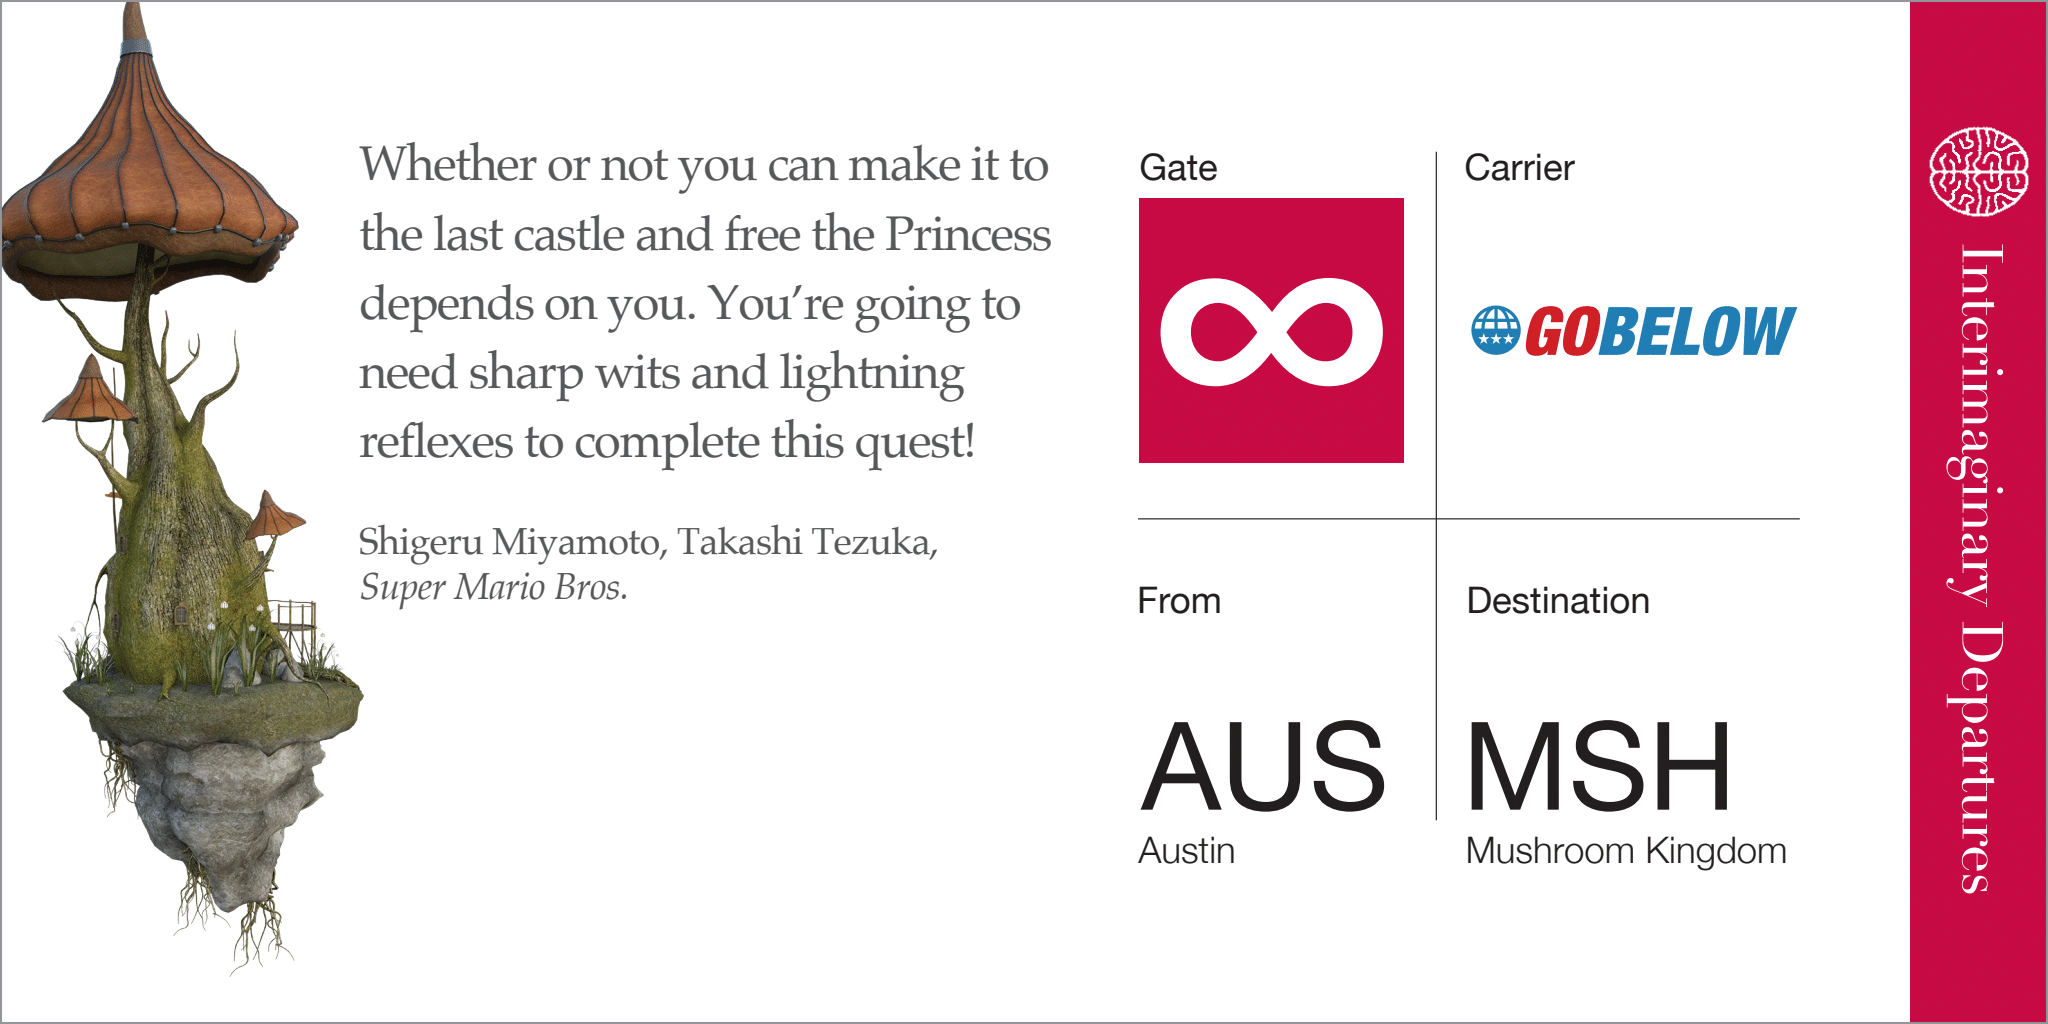 Whether or not you can make it to
the last castle and free the Princess
depends on you. You’re going to
need sharp wits and lightning
reflexes to complete this quest!
Shigeru Miyamoto, Takashi Tezuka,
Super Mario Bros.
Gate
∞
Carrier
GOBELOW
From
AUS
Austin
Destination
MSH
Mushroom Kingdom
Interimaginary Departures